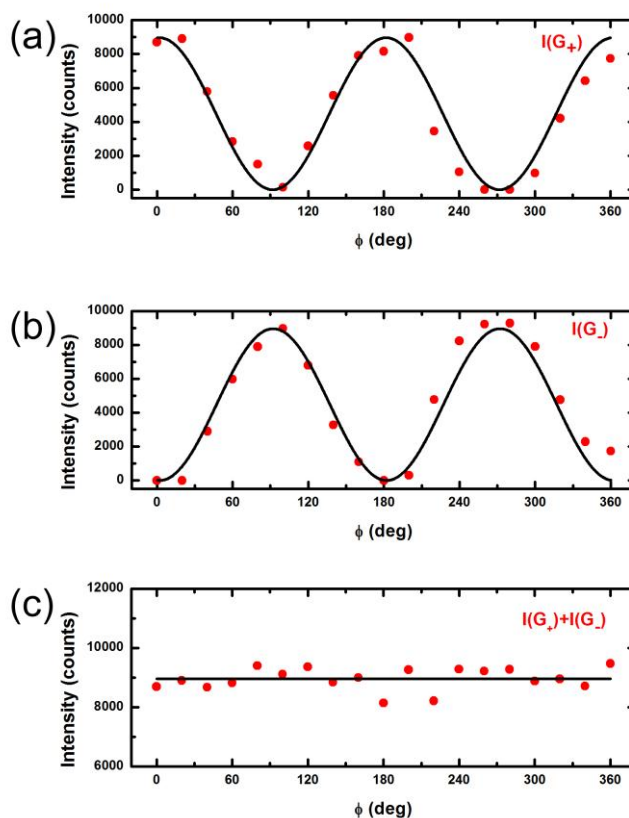 (a)
I(G₊)
Intensity (counts)
10000
8000
6000
4000
2000
0
0 60 120 180 240 300 360
ϕ (deg)
(b)
I(G₋)
Intensity (counts)
10000
8000
6000
4000
2000
0
0 60 120 180 240 300 360
ϕ (deg)
(c)
I(G₊)+I(G₋)
Intensity (counts)
12000
10000
8000
6000
0 60 120 180 240 300 360
ϕ (deg)